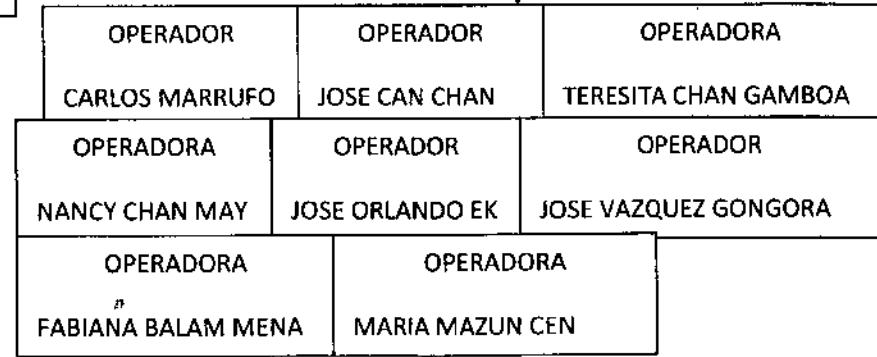 OPERADOR OPERADOR OPERADORA
CARLOS MARRUFO JOSE CAN CHAN TERESITA CHAN GAMBOA
OPERADORA OPERADOR OPERADOR
NANCY CHAN MAY JOSE ORLANDO EK JOSE VAZQUEZ GONGORA
OPERADORA OPERADORA
FABIANA BALAM MENA MARIA MAZUN CEN